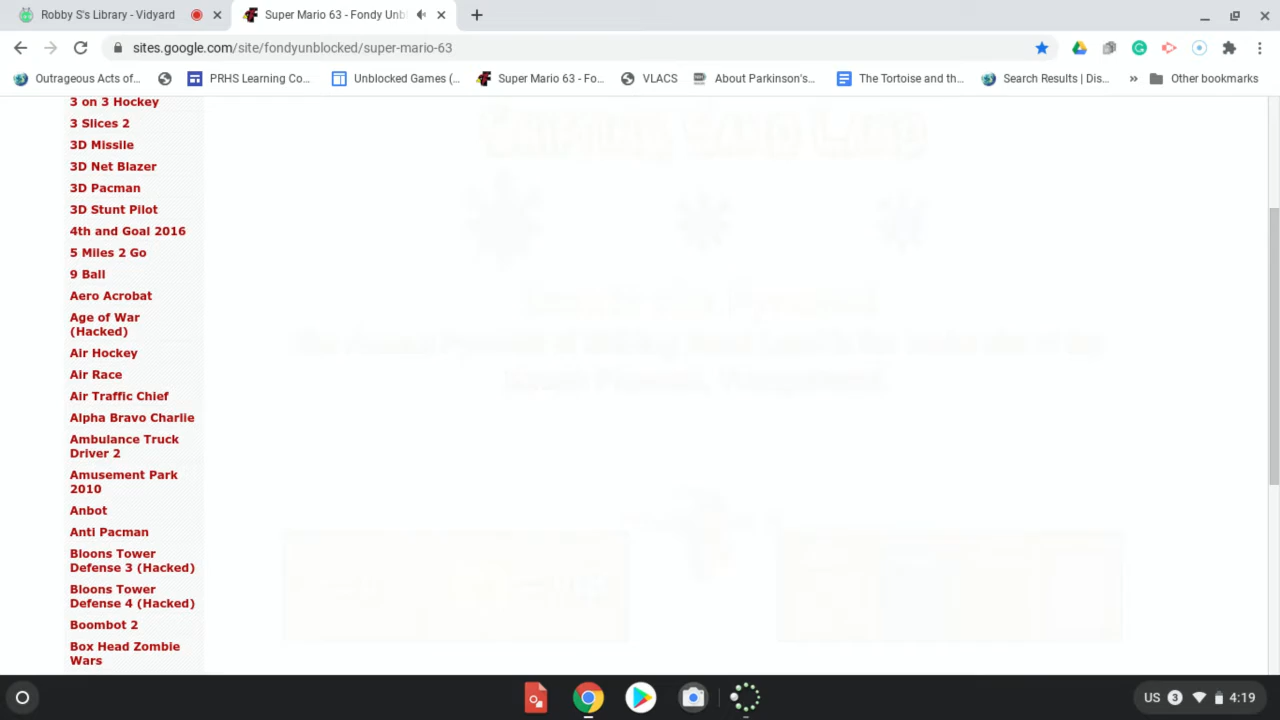 Robby S's Library - Vidyard
Super Mario 63 - Fondy Unbl
sites.google.com/site/fondyunblocked/super-mario-63
Outrageous Acts of...
PRHS Learning Co...
Unblocked Games (...
Super Mario 63 - Fo...
VLACS
About Parkinson's...
The Tortoise and th...
Search Results | Dis...
»
Other bookmarks
3 on 3 Hockey
3 Slices 2
3D Missile
3D Net Blazer
3D Pacman
3D Stunt Pilot
4th and Goal 2016
5 Miles 2 Go
9 Ball
Aero Acrobat
Age of War
(Hacked)
Air Hockey
Air Race
Air Traffic Chief
Alpha Bravo Charlie
Ambulance Truck
Driver 2
Amusement Park
2010
Anbot
Anti Pacman
Bloons Tower
Defense 3 (Hacked)
Bloons Tower
Defense 4 (Hacked)
Boombot 2
Box Head Zombie
Wars
US 3 4:19